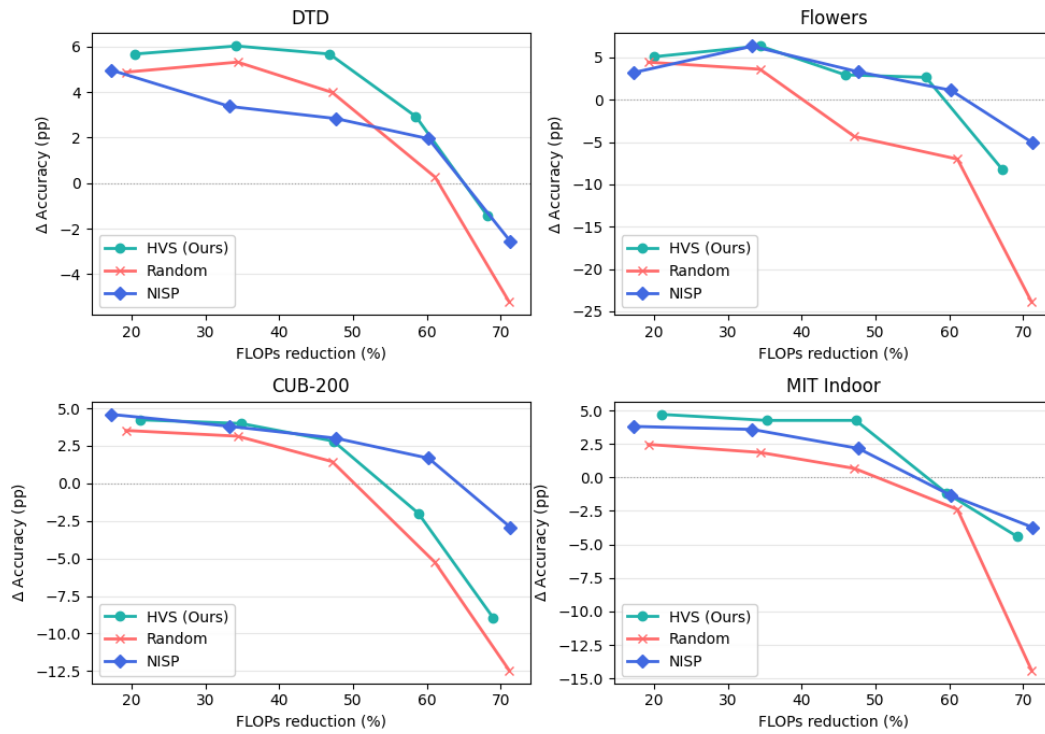 DTD
Δ Accuracy (pp)
6
4
2
0
−2
−4
HVS (Ours)
Random
NISP
20 30 40 50 60 70
FLOPs reduction (%)
Flowers
Δ Accuracy (pp)
5
0
−5
−10
−15
−20
−25
HVS (Ours)
Random
NISP
20 30 40 50 60 70
FLOPs reduction (%)
CUB-200
Δ Accuracy (pp)
5.0
2.5
0.0
−2.5
−5.0
−7.5
−10.0
−12.5
HVS (Ours)
Random
NISP
20 30 40 50 60 70
FLOPs reduction (%)
MIT Indoor
Δ Accuracy (pp)
5.0
2.5
0.0
−2.5
−5.0
−7.5
−10.0
−12.5
−15.0
HVS (Ours)
Random
NISP
20 30 40 50 60 70
FLOPs reduction (%)